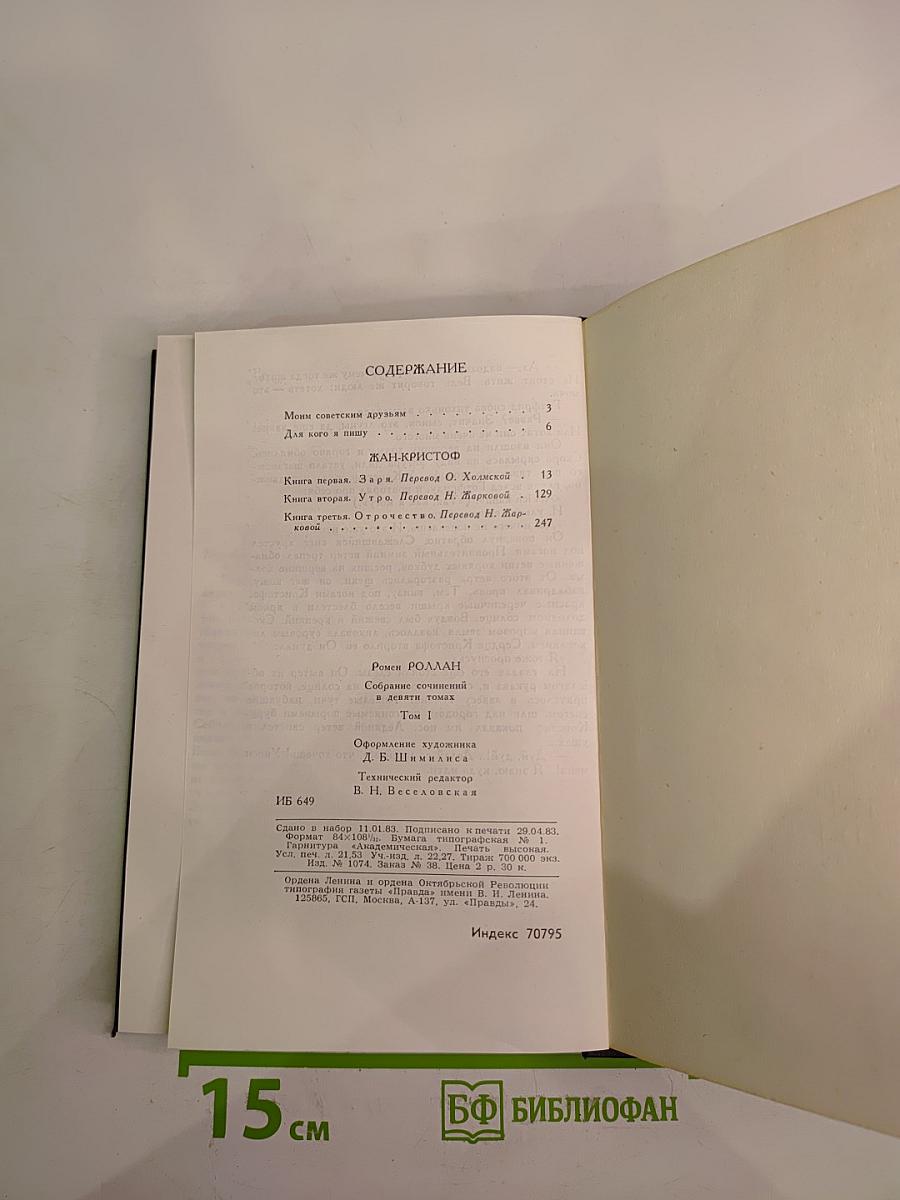 СОДЕРЖАНИЕ
Моим советским друзьям . . . . . . . . . . 3
Для кого я пишу . . . . . . . . . . . . . 6
ЖАН-КРИСТОФ
Книга первая. Заря. Перевод О. Холмской . 13
Книга вторая. Утро. Перевод Н. Жарковой . 129
Книга третья. Отрочество. Перевод Н. Жар-
ковой . . . . . . . . . . . . . . . . . 247
Ромен РОЛЛАН
Собрание сочинений
в девяти томах
Том I
Оформление художника
Д. Б. Шимилиса
Технический редактор
В. Н. Веселовская
ИБ 649
Сдано в набор 11.01.83. Подписано к печати 29.04.83.
Формат 84×108¹/₃₂. Бумага типографская № 1.
Гарнитура «Академическая». Печать высокая.
Усл. печ. л. 21,53 Уч.-изд. л. 22,27. Тираж 700 000 экз.
Изд. № 1074. Заказ № 38. Цена 2 р. 30 к.
Ордена Ленина и ордена Октябрьской Революции
типография газеты «Правда» имени В. И. Ленина.
125865, ГСП, Москва, А-137, ул. «Правды», 24.
Индекс 70795
15 см
БФ БИБЛИОФАН